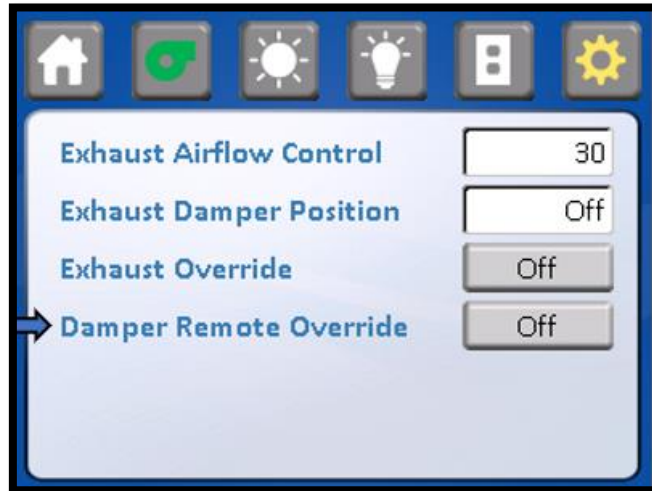 Exhaust Airflow Control 30
Exhaust Damper Position Off
Exhaust Override Off
Damper Remote Override Off